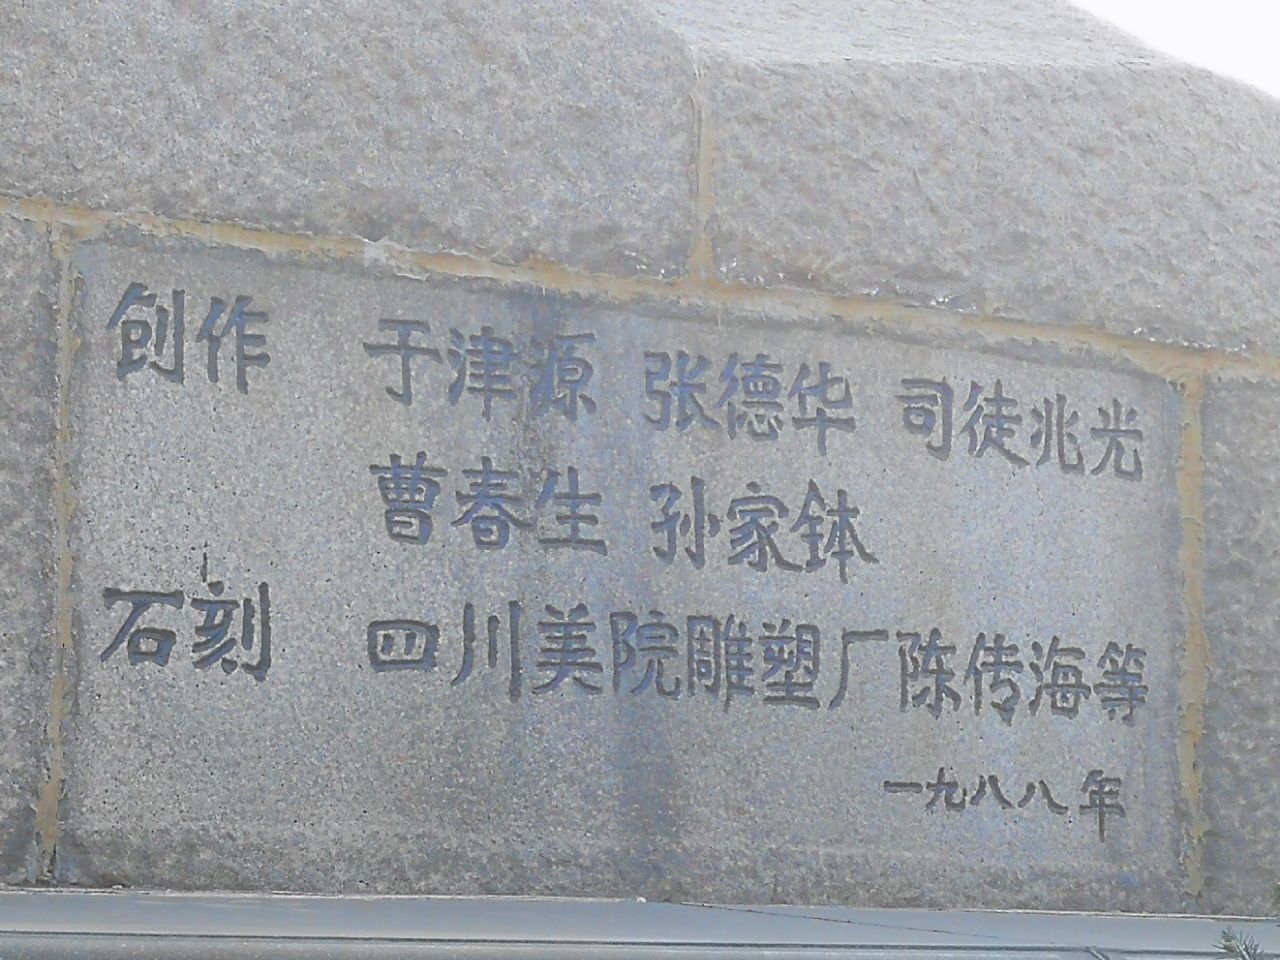 创作 于津源 张德华 司徒兆光
曹春生 孙家钵
石刻 四川美院雕塑厂陈传海等
一九八八年